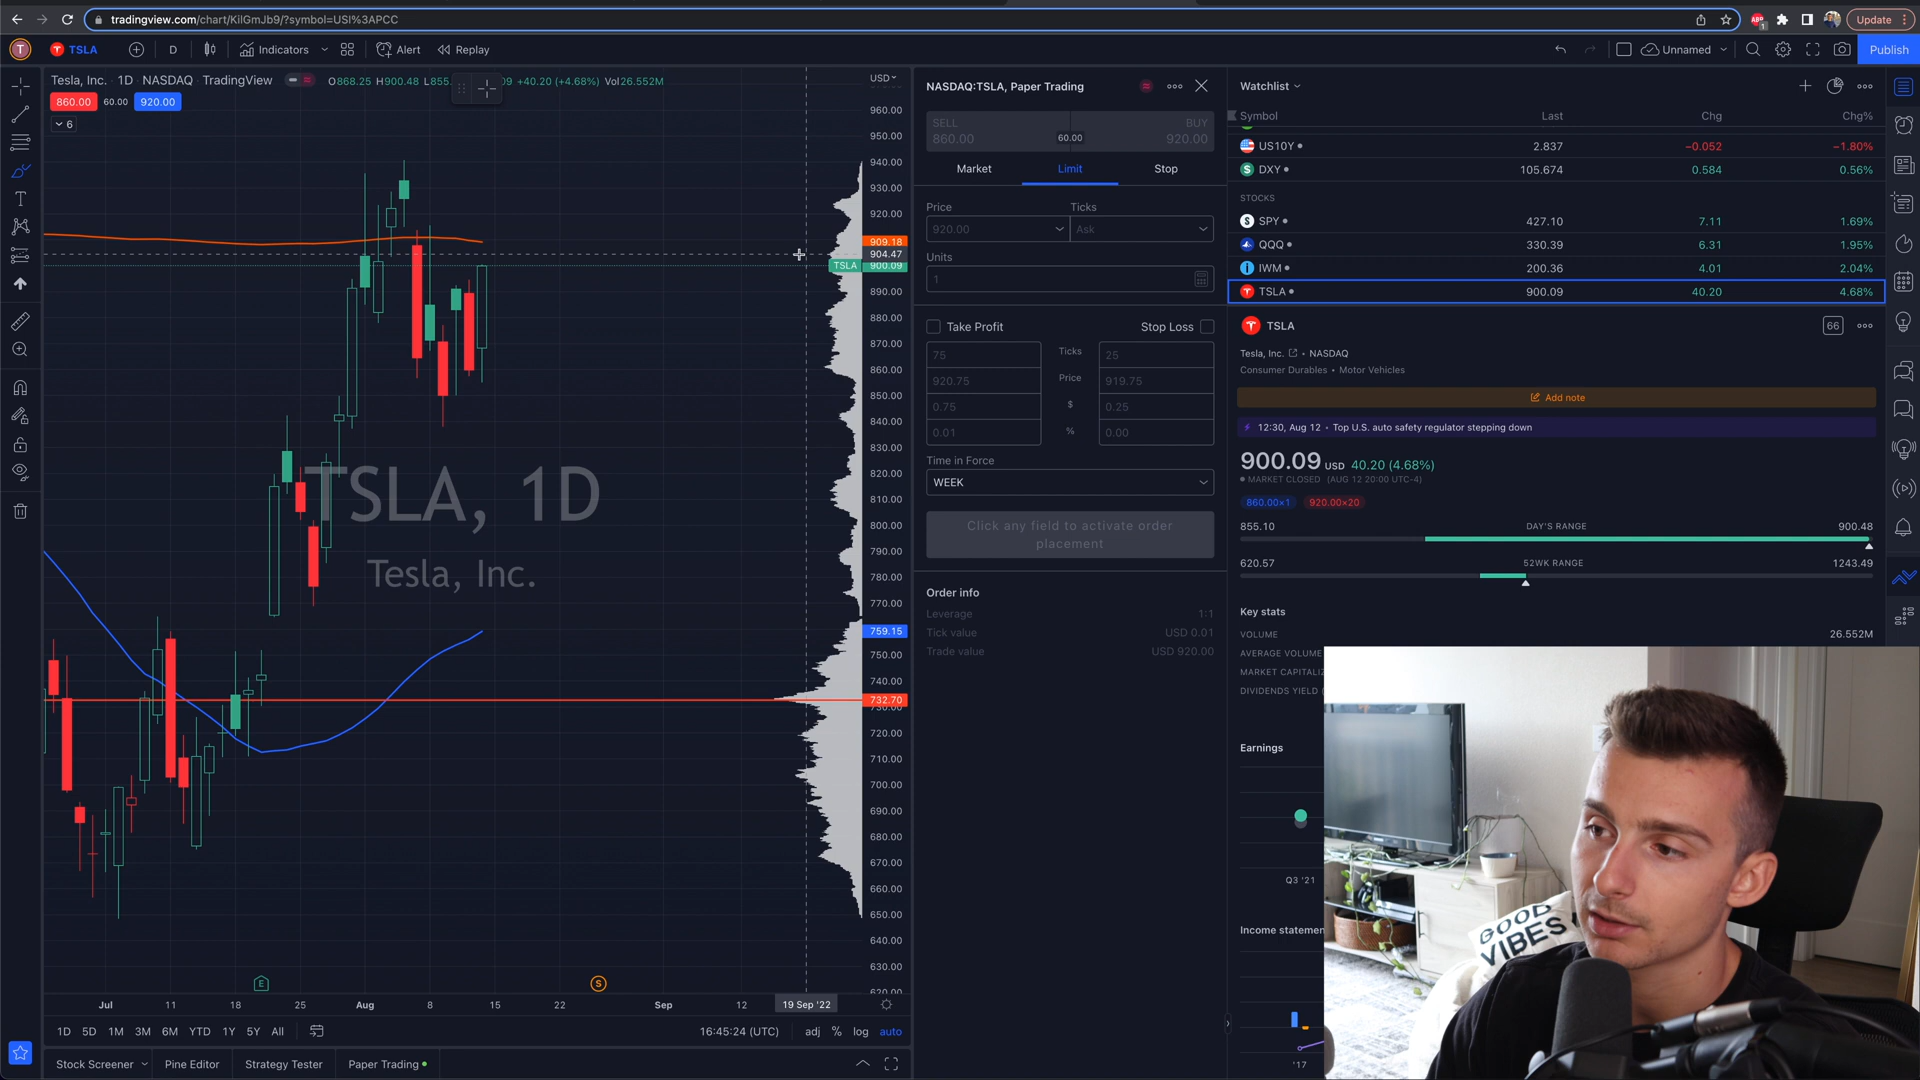 tradingview.com/chart/KilGmJb9/?symbol=USI%3APCC
Update
T TSLA D Indicators Alert Replay Unnamed Publish
Tesla, Inc. · 1D · NASDAQ · TradingView O868.25 H900.48 L855. 09 +40.20 (+4.68%) Vol26.552M
860.00 60.00 920.00
6
USD
960.00
950.00
940.00
930.00
920.00
909.18
904.47
TSLA 900.09
890.00
880.00
870.00
860.00
850.00
840.00
830.00
820.00
810.00
800.00
790.00
780.00
770.00
759.15
750.00
740.00
732.70
730.00
720.00
710.00
700.00
690.00
680.00
670.00
660.00
650.00
640.00
630.00
620.00
TSLA, 1D
Tesla, Inc.
E S
Jul 11 18 25 Aug 8 15 22 Sep 12 19 Sep '22
1D 5D 1M 3M 6M YTD 1Y 5Y All 16:45:24 (UTC) adj % log auto
Stock Screener Pine Editor Strategy Tester Paper Trading
NASDAQ:TSLA, Paper Trading
SELL BUY
860.00 60.00 920.00
Market Limit Stop
Price Ticks
920.00 Ask
Units
1
Take Profit Stop Loss
75 Ticks 25
920.75 Price 919.75
0.75 $ 0.25
0.01 % 0.00
Time in Force
WEEK
Click any field to activate order
placement
Order info
Leverage 1:1
Tick value USD 0.01
Trade value USD 920.00
Watchlist
Symbol Last Chg Chg%
US10Y 2.837 −0.052 −1.80%
DXY 105.674 0.584 0.56%
STOCKS
SPY 427.10 7.11 1.69%
QQQ 330.39 6.31 1.95%
IWM 200.36 4.01 2.04%
TSLA 900.09 40.20 4.68%
TSLA 66
Tesla, Inc. • NASDAQ
Consumer Durables • Motor Vehicles
Add note
12:30, Aug 12 • Top U.S. auto safety regulator stepping down
900.09 USD 40.20 (4.68%)
MARKET CLOSED (AUG 12 20:00 UTC-4)
860.00×1 920.00×20
855.10 DAY'S RANGE 900.48
620.57 52WK RANGE 1243.49
Key stats
VOLUME 26.552M
AVERAGE VOLUME
MARKET CAPITALIZ
DIVIDENDS YIELD (
Earnings
Q3 '21
Income statemen
'17
GOOD
VIBES